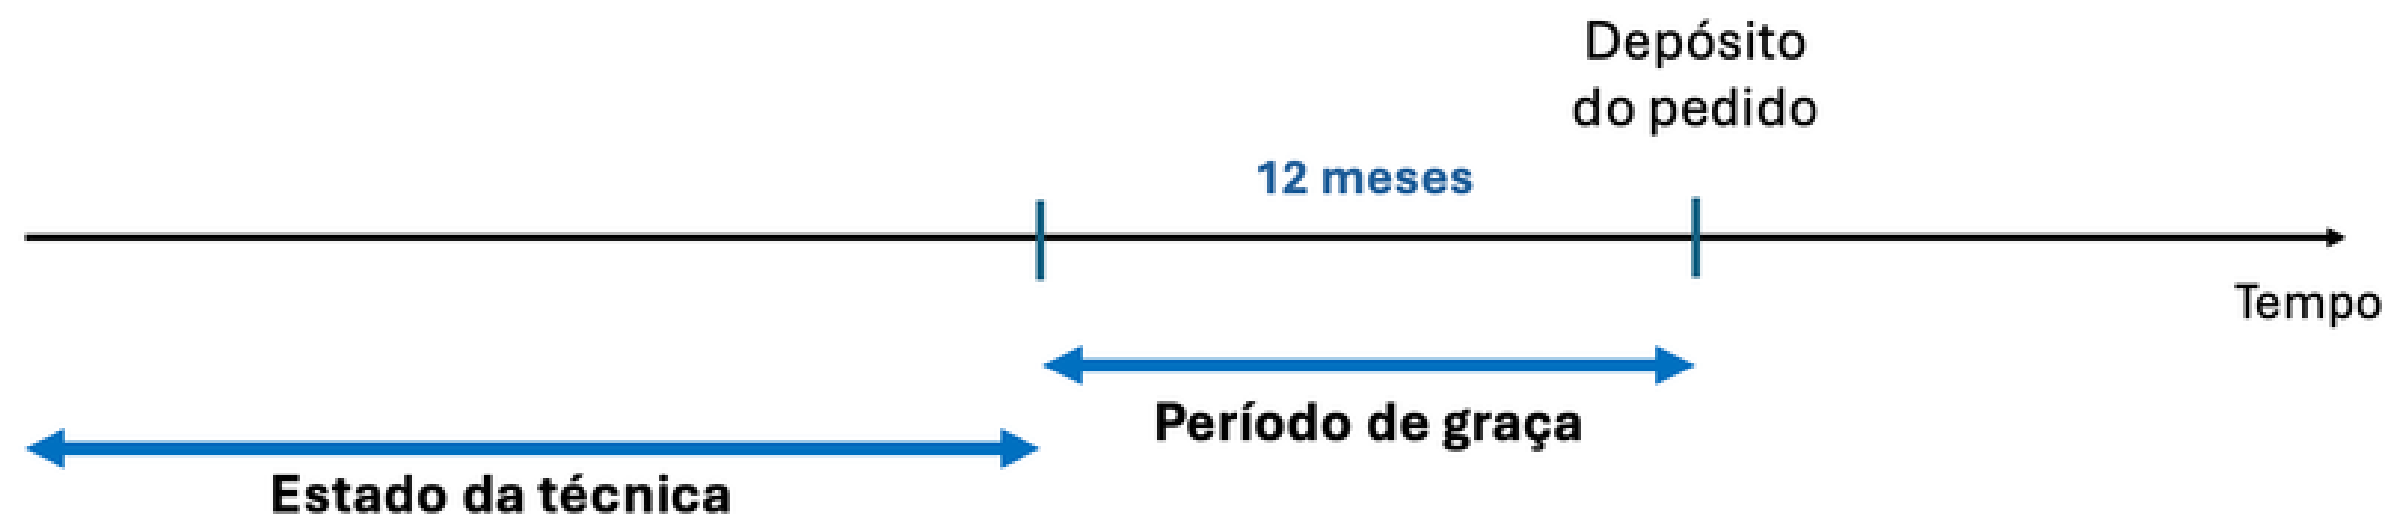 Depósito
do pedido
12 meses
Tempo
Período de graça
Estado da técnica